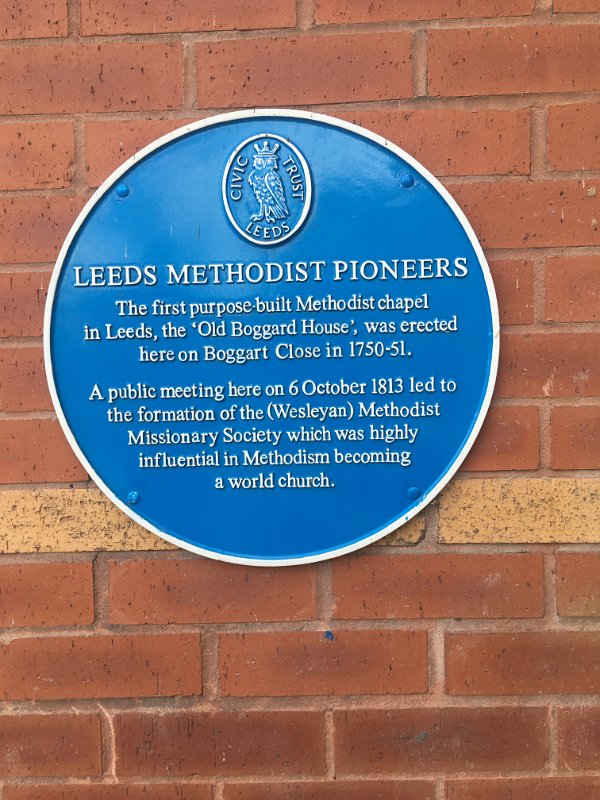 CIVIC TRUST
LEEDS
LEEDS METHODIST PIONEERS
The first purpose-built Methodist chapel
in Leeds, the ‘Old Boggard House’, was erected
here on Boggart Close in 1750-51.
A public meeting here on 6 October 1813 led to
the formation of the (Wesleyan) Methodist
Missionary Society which was highly
influential in Methodism becoming
a world church.